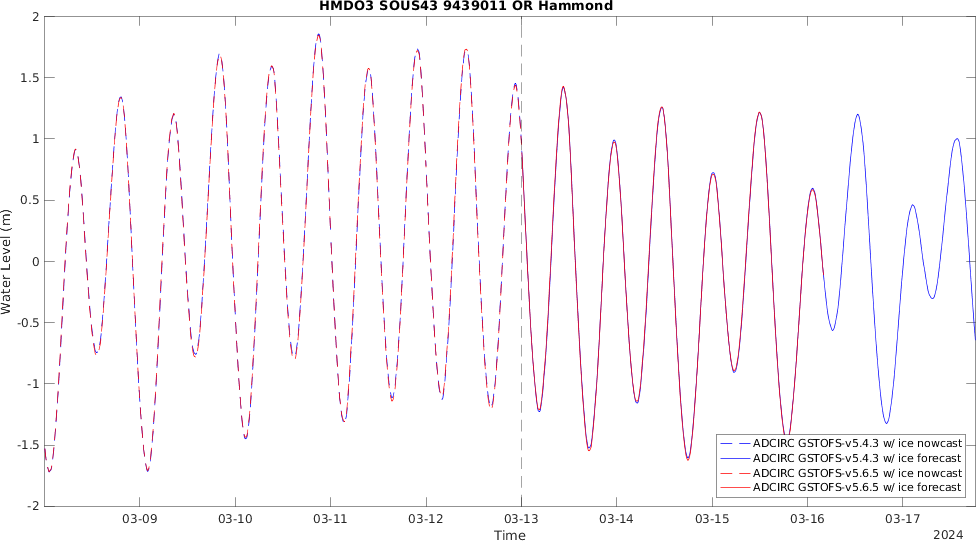 HMDO3 SOUS43 9439011 OR Hammond
2
1.5
1
0.5
0
-0.5
-1
-1.5
-2
Water Level (m)
ADCIRC GSTOFS-v5.4.3 w/ ice nowcast
ADCIRC GSTOFS-v5.4.3 w/ ice forecast
ADCIRC GSTOFS-v5.6.5 w/ ice nowcast
ADCIRC GSTOFS-v5.6.5 w/ ice forecast
03-09 03-10 03-11 03-12 03-13 03-14 03-15 03-16 03-17
Time
2024